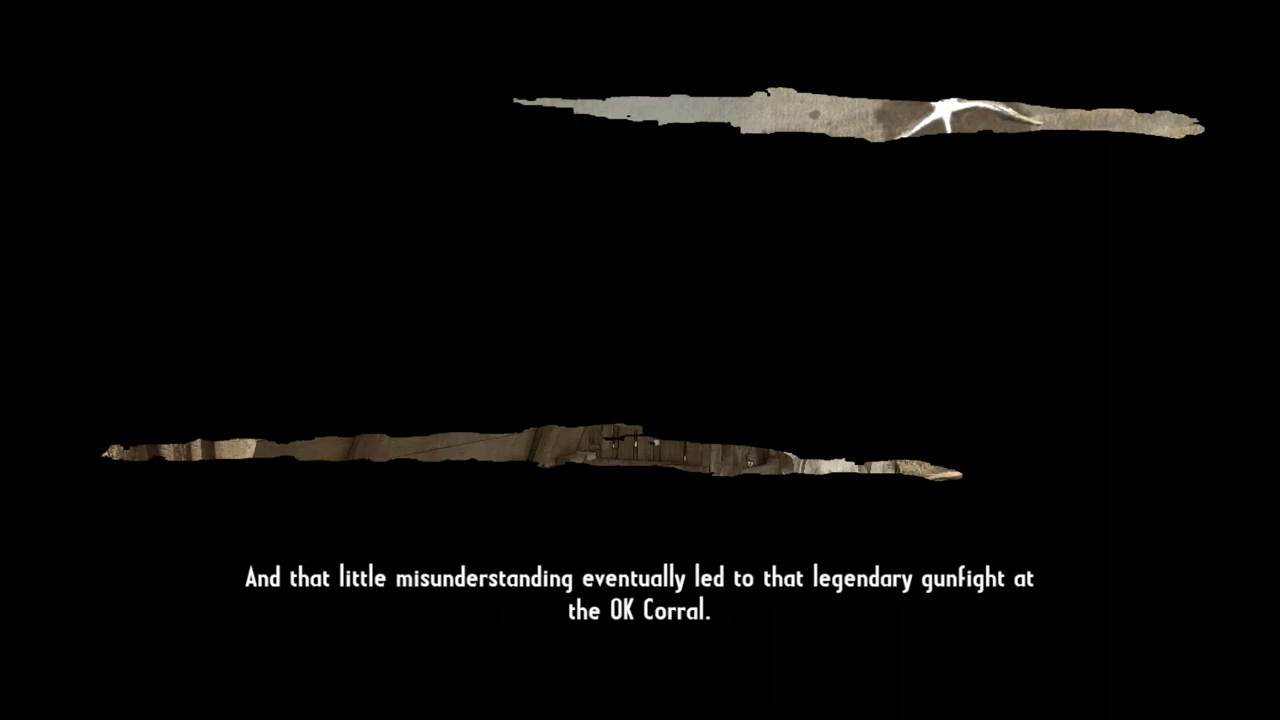 And that little misunderstanding eventually led to that legendary gunfight at
the OK Corral.